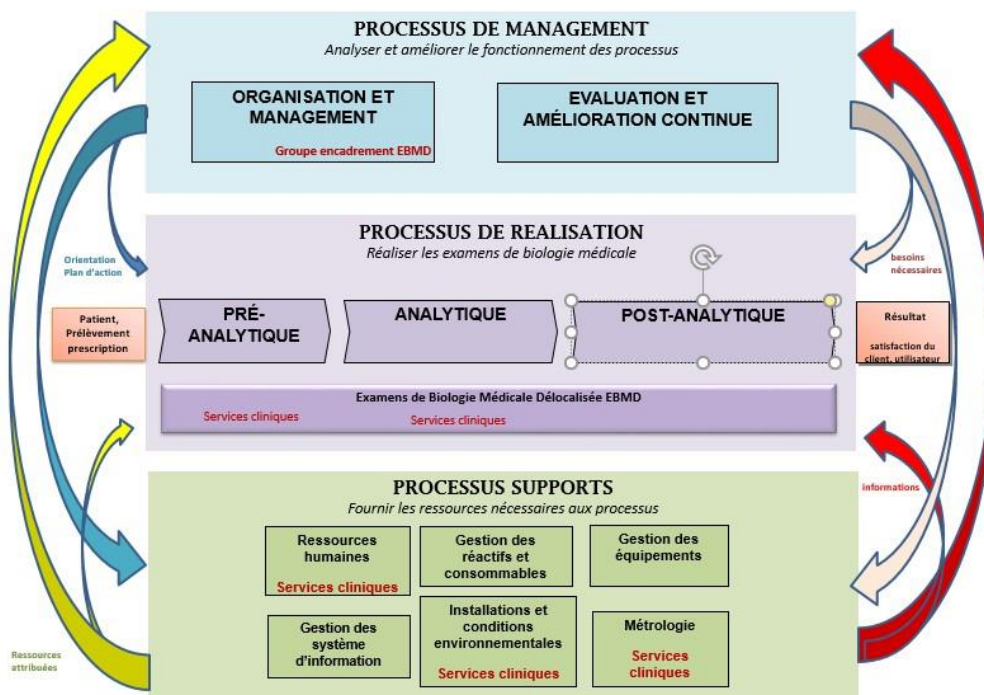 PROCESSUS DE MANAGEMENT
Analyser et améliorer le fonctionnement des processus
ORGANISATION ET
MANAGEMENT
Groupe encadrement EBMD
EVALUATION ET
AMÉLIORATION CONTINUE
PROCESSUS DE REALISATION
Réaliser les examens de biologie médicale
Orientation
Plan d'action
besoins
nécessaires
Patient,
Prélèvement
prescription
PRÉ-
ANALYTIQUE
ANALYTIQUE
POST-ANALYTIQUE
Résultat
satisfaction du
client, utilisateur
Examens de Biologie Médicale Délocalisée EBMD
Services cliniques
Services cliniques
PROCESSUS SUPPORTS
Fournir les ressources nécessaires aux processus
informations
Ressources
humaines
Services cliniques
Gestion des
réactifs et
consommables
Gestion des
équipements
Gestion des
système
d'information
Installations et
conditions
environnementales
Services cliniques
Métrologie
Services
cliniques
Ressources
attribuées